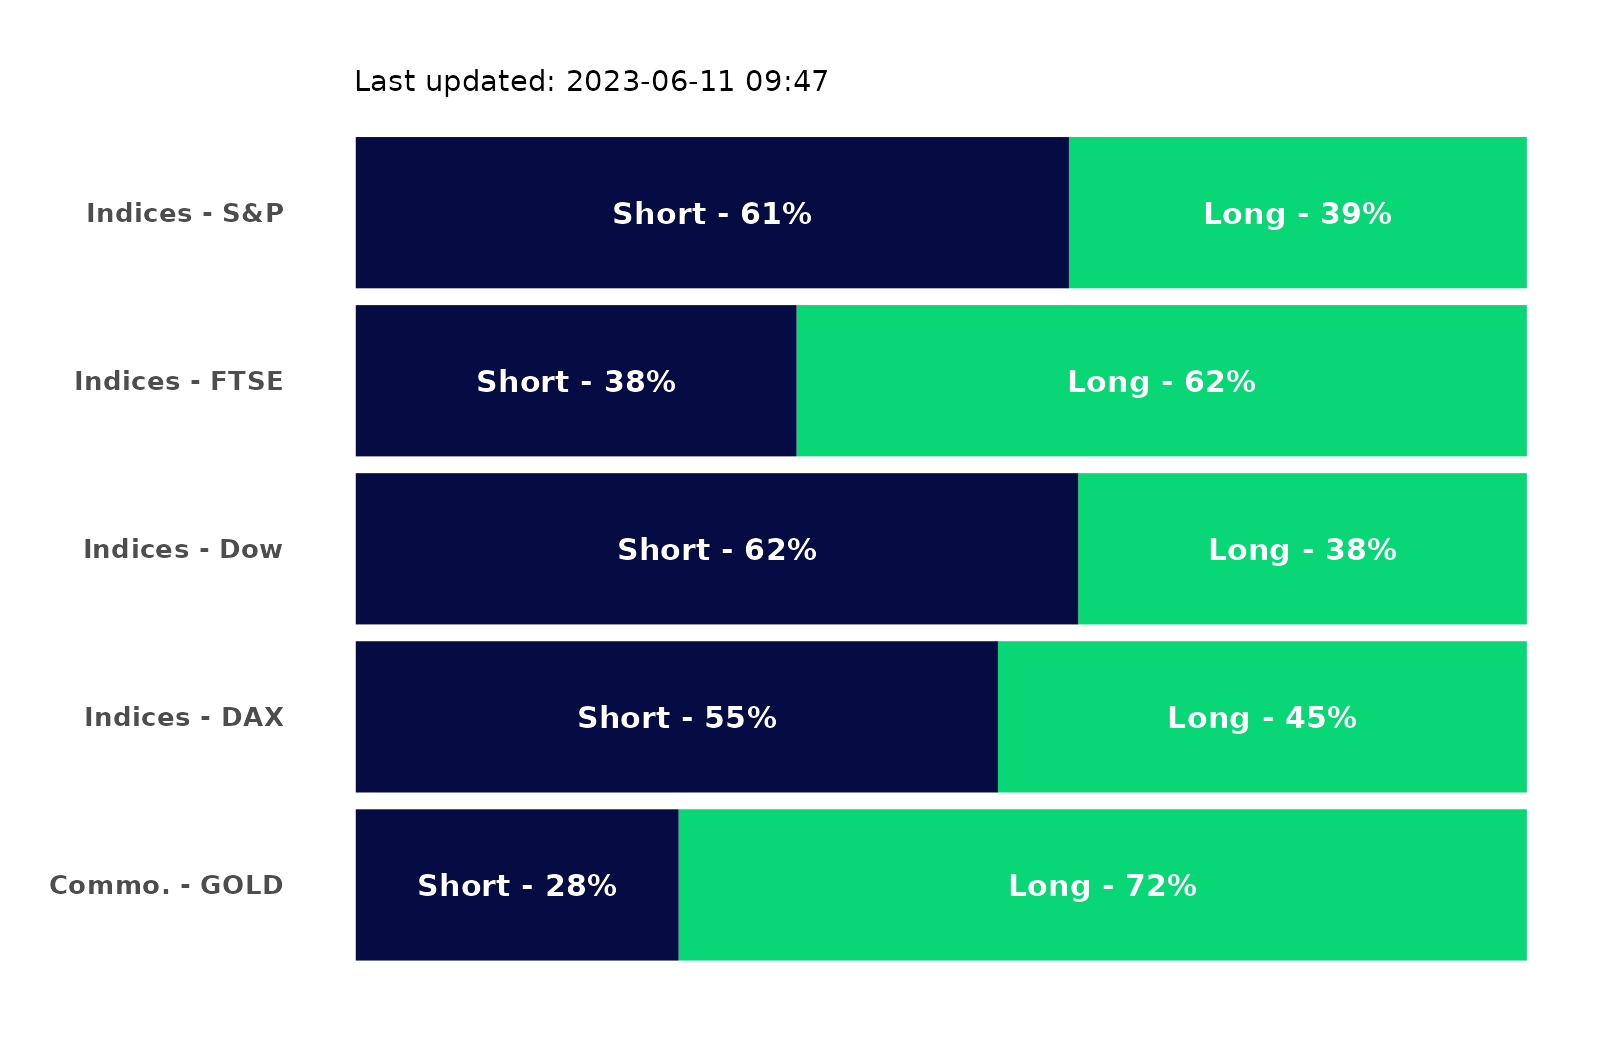 Last updated: 2023-06-11 09:47
Indices - S&P Short - 61% Long - 39%
Indices - FTSE Short - 38% Long - 62%
Indices - Dow Short - 62% Long - 38%
Indices - DAX Short - 55% Long - 45%
Commo. - GOLD Short - 28% Long - 72%